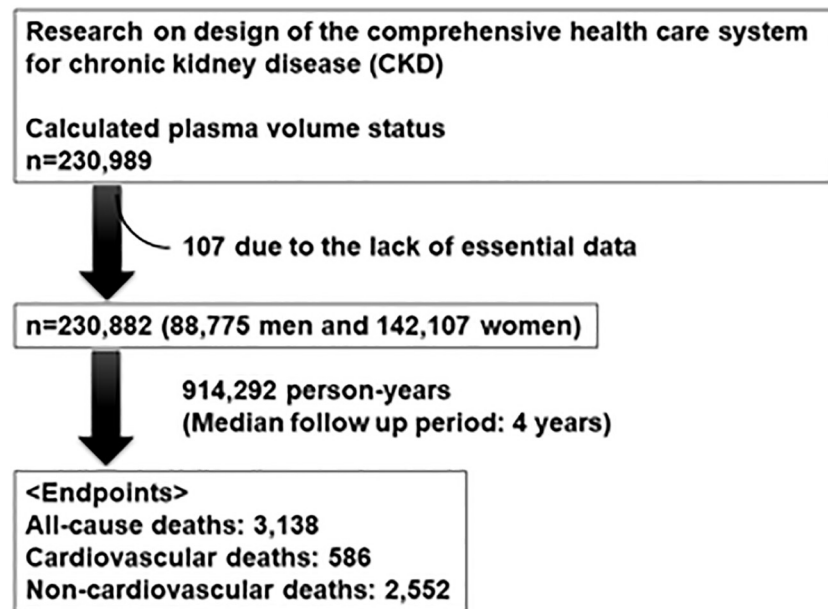 Research on design of the comprehensive health care system
for chronic kidney disease (CKD)
Calculated plasma volume status
n=230,989
107 due to the lack of essential data
n=230,882 (88,775 men and 142,107 women)
914,292 person-years
(Median follow up period: 4 years)
<Endpoints>
All-cause deaths: 3,138
Cardiovascular deaths: 586
Non-cardiovascular deaths: 2,552